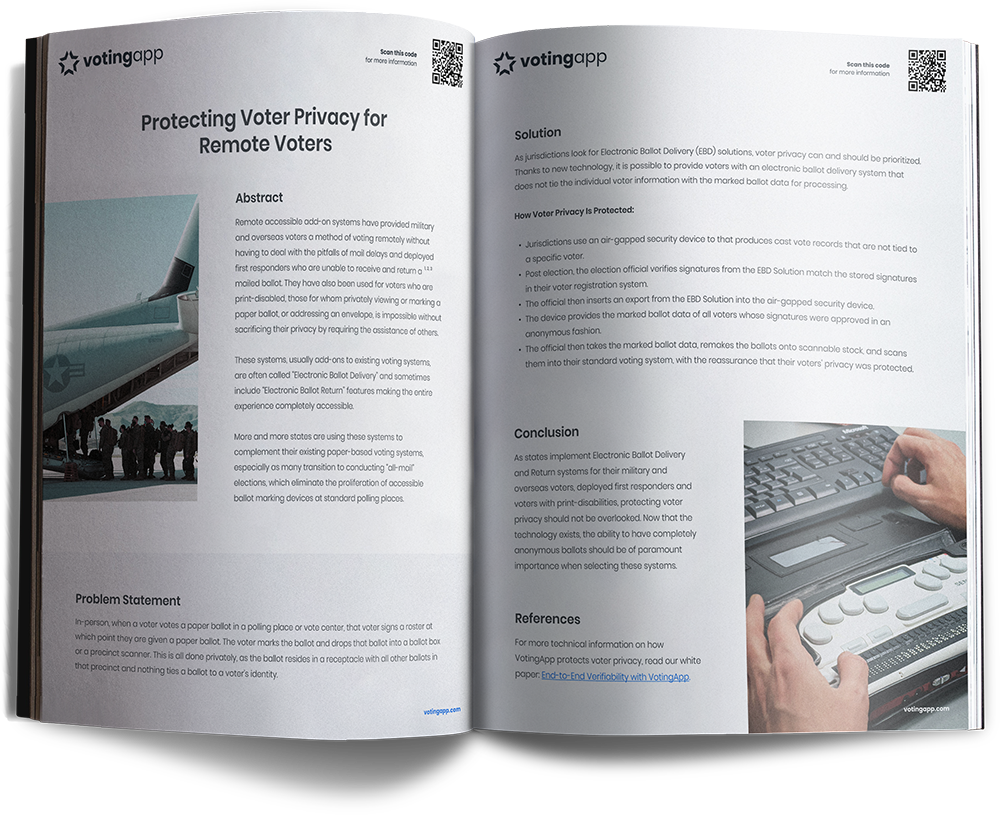 votingapp
Scan this code
for more information
Protecting Voter Privacy for
Remote Voters
Abstract
Remote accessible add-on systems have provided military
and overseas voters a method of voting remotely without
having to deal with the pitfalls of mail delays and deployed
first responders who are unable to receive and return a 1,2,3
mailed ballot. They have also been used for voters who are
print-disabled, those for whom privately viewing or marking a
paper ballot, or addressing an envelope, is impossible without
sacrificing their privacy by requiring the assistance of others.
These systems, usually add-ons to existing voting systems,
are often called "Electronic Ballot Delivery" and sometimes
include "Electronic Ballot Return" features making the entire
experience completely accessible.
More and more states are using these systems to
complement their existing paper-based voting systems,
especially as many transition to conducting "all-mail"
elections, which eliminate the proliferation of accessible
ballot marking devices at standard polling places.
Problem Statement
In-person, when a voter votes a paper ballot in a polling place or vote center, that voter signs a roster at
which point they are given a paper ballot. The voter marks the ballot and drops that ballot into a ballot box
or a precinct scanner. This is all done privately, as the ballot resides in a receptacle with all other ballots in
that precinct and nothing ties a ballot to a voter's identity.
votingapp.com
votingapp
Scan this code
for more information
Solution
As jurisdictions look for Electronic Ballot Delivery (EBD) solutions, voter privacy can and should be prioritized.
Thanks to new technology, it is possible to provide voters with an electronic ballot delivery system that
does not tie the individual voter information with the marked ballot data for processing.
How Voter Privacy Is Protected:
• Jurisdictions use an air-gapped security device to that produces cast vote records that are not tied to
a specific voter.
• Post election, the election official verifies signatures from the EBD Solution match the stored signatures
in their voter registration system.
• The official then inserts an export from the EBD Solution into the air-gapped security device.
• The device provides the marked ballot data of all voters whose signatures were approved in an
anonymous fashion.
• The official then takes the marked ballot data, remakes the ballots onto scannable stock, and scans
them into their standard voting system, with the reassurance that their voters' privacy was protected.
Conclusion
As states implement Electronic Ballot Delivery
and Return systems for their military and
overseas voters, deployed first responders and
voters with print-disabilities, protecting voter
privacy should not be overlooked. Now that the
technology exists, the ability to have completely
anonymous ballots should be of paramount
importance when selecting these systems.
References
For more technical information on how
VotingApp protects voter privacy, read our white
paper: End-to-End Verifiability with VotingApp.
Microsoft
votingapp.com